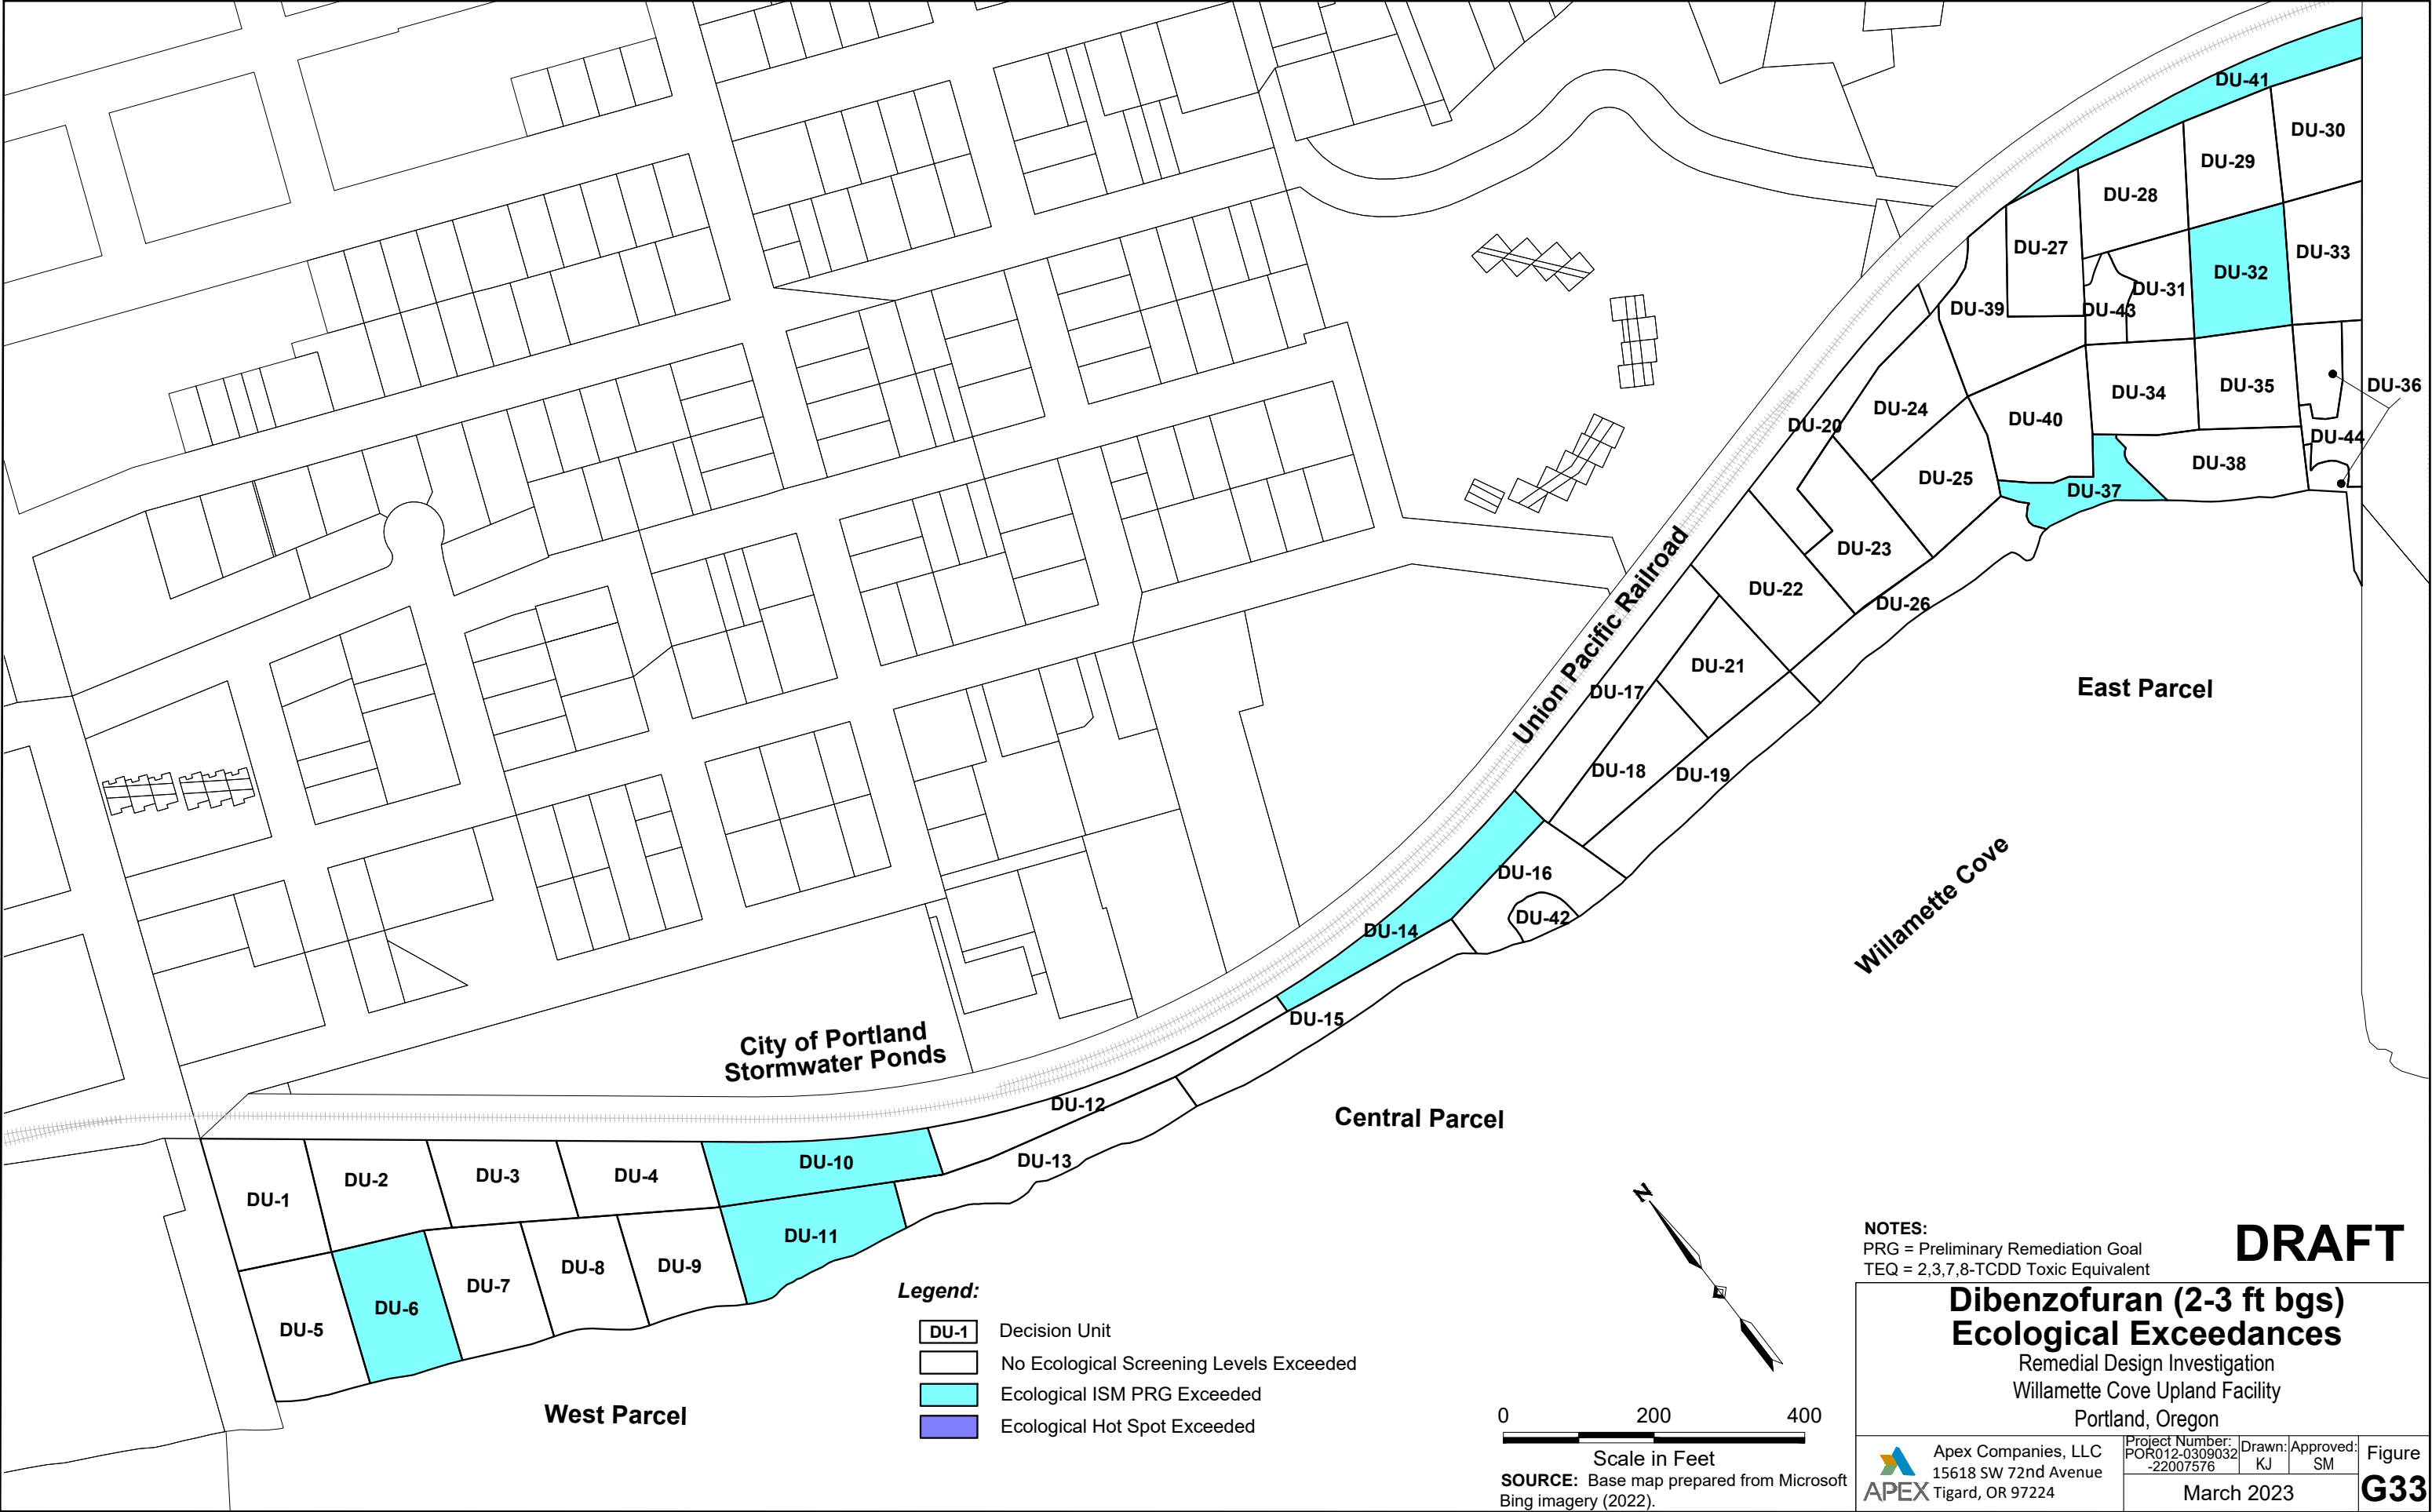 DU-41
DU-30
DU-29
DU-28
DU-27
DU-33
DU-32
DU-31
DU-39
DU-43
DU-36
DU-35
DU-34
DU-24
DU-40
DU-20
DU-44
DU-38
DU-25
DU-37
DU-23
DU-22
DU-26
Union Pacific Railroad
DU-21
DU-17
East Parcel
DU-18
DU-19
DU-16
DU-42
DU-14
Willamette Cove
DU-15
City of Portland
Stormwater Ponds
DU-12
Central Parcel
DU-13
DU-10
DU-4
DU-3
DU-2
DU-1
DU-11
DU-9
DU-8
DU-7
DU-6
DU-5
West Parcel
Legend:
DU-1 Decision Unit
No Ecological Screening Levels Exceeded
Ecological ISM PRG Exceeded
Ecological Hot Spot Exceeded
N
0 200 400
Scale in Feet
SOURCE: Base map prepared from Microsoft
Bing imagery (2022).
NOTES:
PRG = Preliminary Remediation Goal
TEQ = 2,3,7,8-TCDD Toxic Equivalent
DRAFT
Dibenzofuran (2-3 ft bgs)
Ecological Exceedances
Remedial Design Investigation
Willamette Cove Upland Facility
Portland, Oregon
APEX
Apex Companies, LLC
15618 SW 72nd Avenue
Tigard, OR 97224
Project Number:
POR012-0309032
-22007576
Drawn:
KJ
Approved:
SM
March 2023
Figure
G33